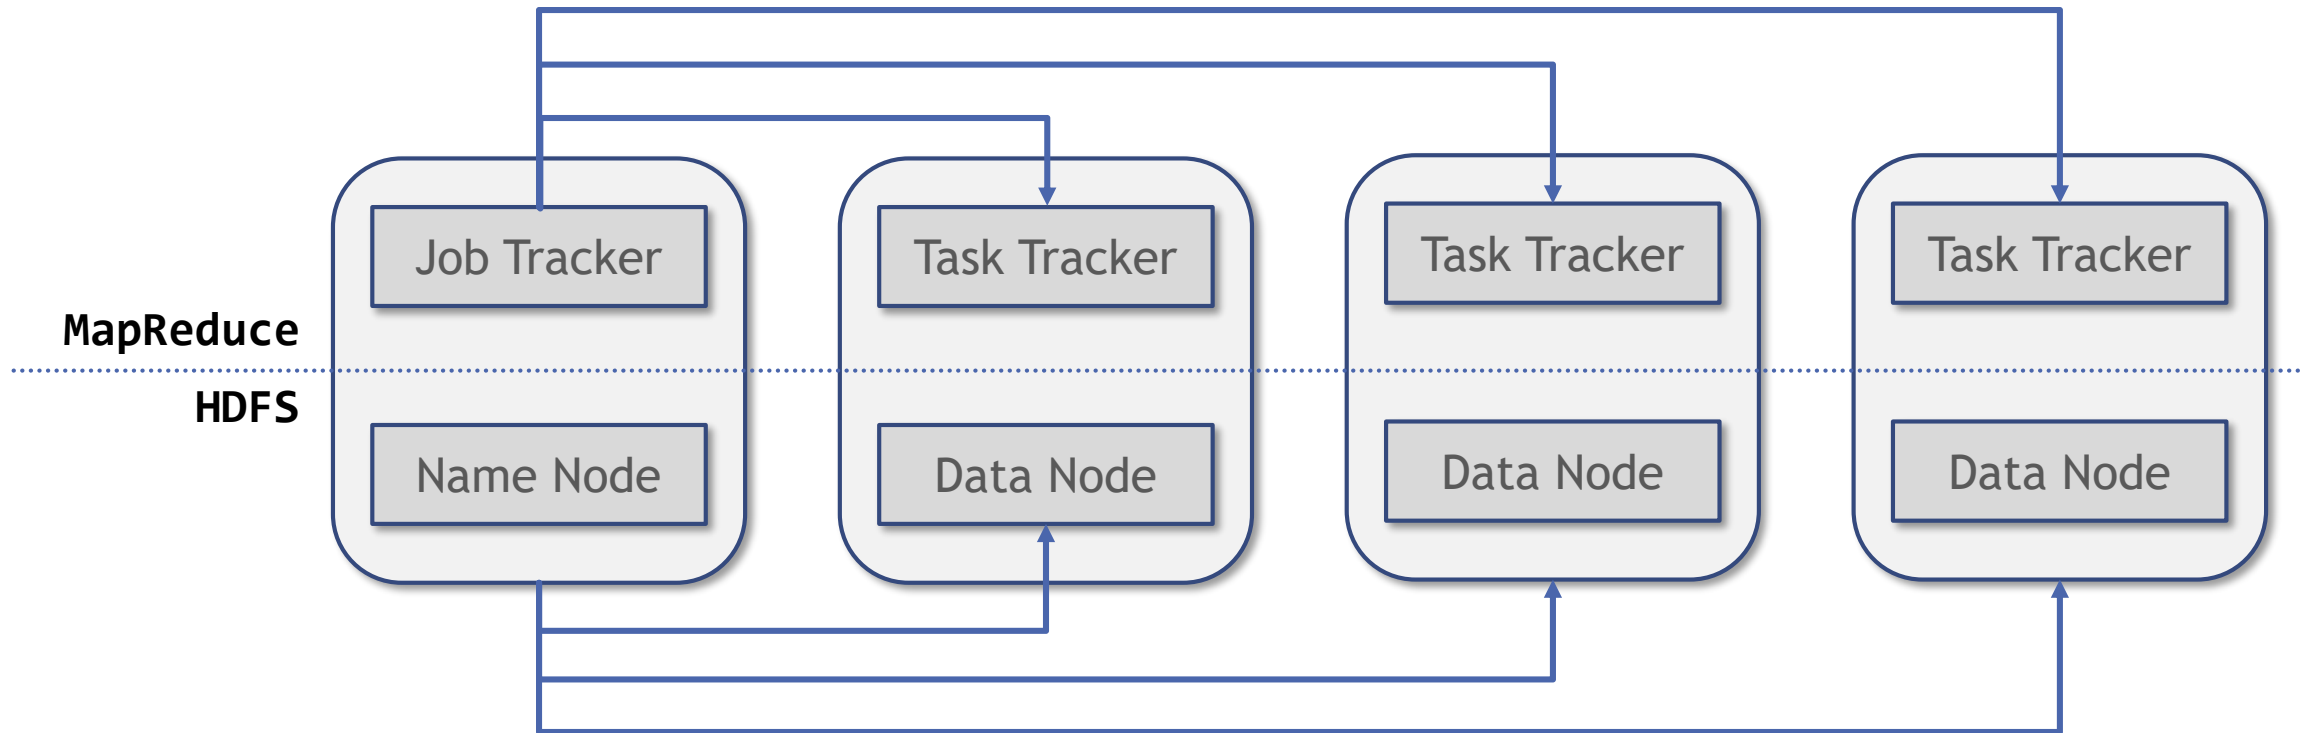 Job Tracker
Task Tracker
Task Tracker
Task Tracker
MapReduce
HDFS
Name Node
Data Node
Data Node
Data Node